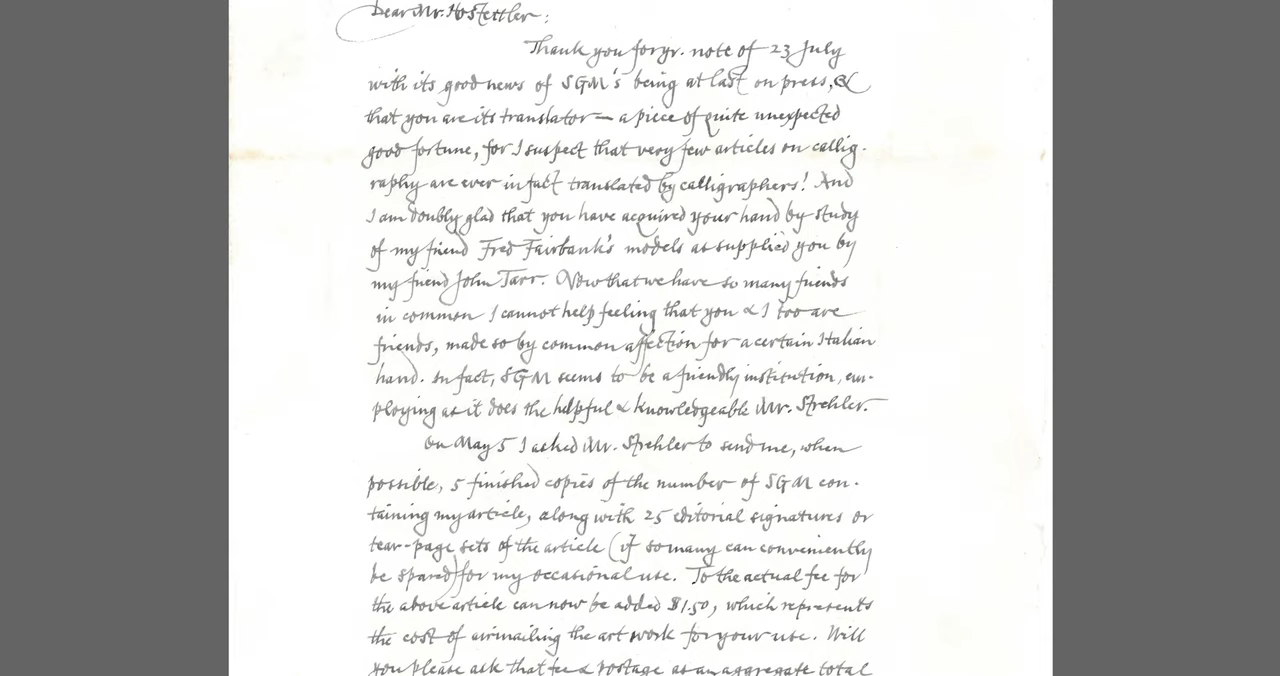 Dear Mr. Hostettler:
Thank you for yr. note of 23 July
with its good news of SGM's being at last on press, &
that you are its translator — a piece of quite unexpected
good fortune, for I suspect that very few articles on callig-
raphy are ever in fact translated by calligraphers! And
I am doubly glad that you have acquired your hand by study
of my friend Fred Fairbank's models as supplied you by
my friend John Tarr. Now that we have so many friends
in common I cannot help feeling that you & I too are
friends, made so by common affection for a certain Italian
hand. In fact, SGM seems to be a friendly institution, em-
ploying as it does the helpful & knowledgeable Mr. Strehler.
On May 5 I asked Mr. Strehler to send me, when
possible, 5 finished copies of the number of SGM con-
taining my article, along with 25 editorial signatures or
tear-page sets of the article (if so many can conveniently
be spared) for my occasional use. To the actual fee for
the above article can now be added $1.50, which represents
the cost of airmailing the art work for your use. Will
you please ask that fee & postage as an aggregate total